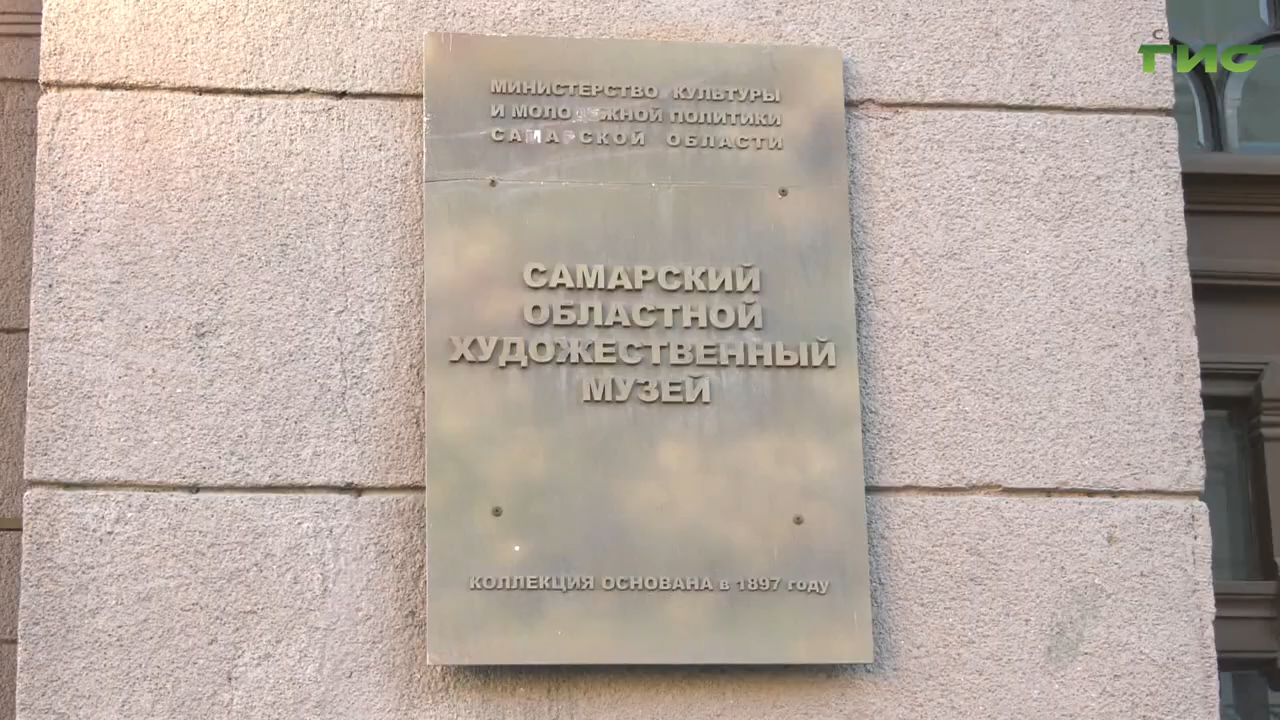 МИНИСТЕРСТВО КУЛЬТУРЫ
И МОЛОДЕЖНОЙ ПОЛИТИКИ
САМАРСКОЙ ОБЛАСТИ
САМАРСКИЙ
ОБЛАСТНОЙ
ХУДОЖЕСТВЕННЫЙ
МУЗЕЙ
КОЛЛЕКЦИЯ ОСНОВАНА в 1897 году
ГИС